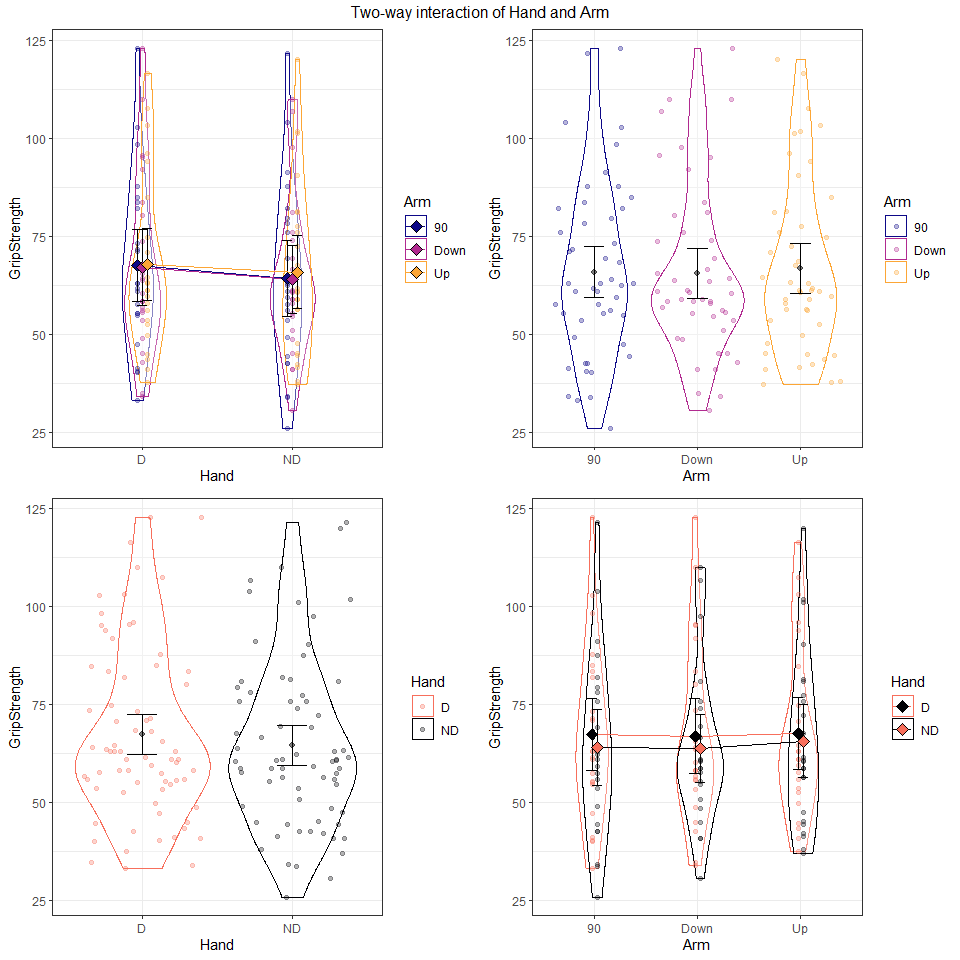 Two-way interaction of Hand and Arm
GripStrength
125
100
75
50
25
D
ND
Hand
Arm
90
Down
Up
GripStrength
125
100
75
50
25
90
Down
Up
Arm
Arm
90
Down
Up
GripStrength
125
100
75
50
25
D
ND
Hand
Hand
D
ND
GripStrength
125
100
75
50
25
90
Down
Up
Arm
Hand
D
ND